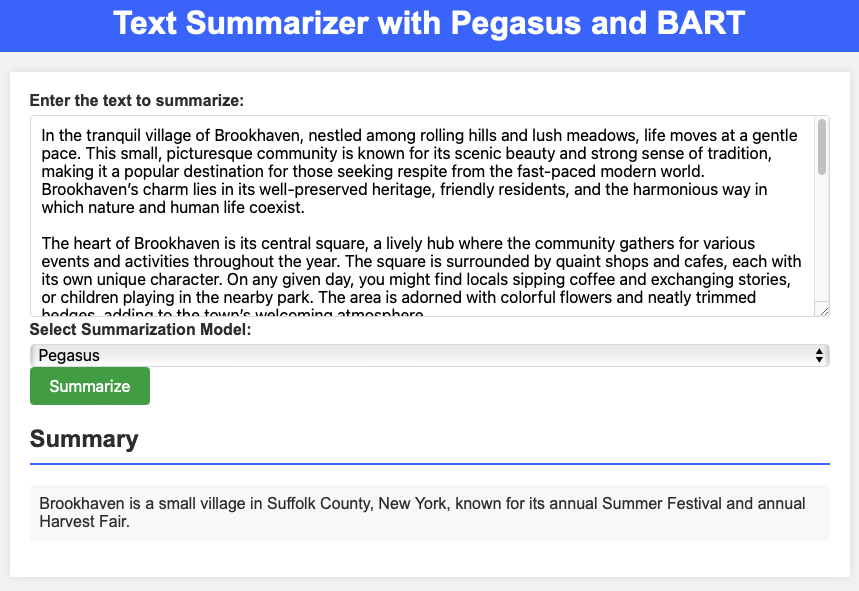 Text Summarizer with Pegasus and BART
Enter the text to summarize:
In the tranquil village of Brookhaven, nestled among rolling hills and lush meadows, life moves at a gentle
pace. This small, picturesque community is known for its scenic beauty and strong sense of tradition,
making it a popular destination for those seeking respite from the fast-paced modern world.
Brookhaven’s charm lies in its well-preserved heritage, friendly residents, and the harmonious way in
which nature and human life coexist.
The heart of Brookhaven is its central square, a lively hub where the community gathers for various
events and activities throughout the year. The square is surrounded by quaint shops and cafes, each with
its own unique character. On any given day, you might find locals sipping coffee and exchanging stories,
or children playing in the nearby park. The area is adorned with colorful flowers and neatly trimmed
hedges, adding to the town’s welcoming atmosphere.
Select Summarization Model:
Pegasus
Summarize
Summary
Brookhaven is a small village in Suffolk County, New York, known for its annual Summer Festival and annual
Harvest Fair.